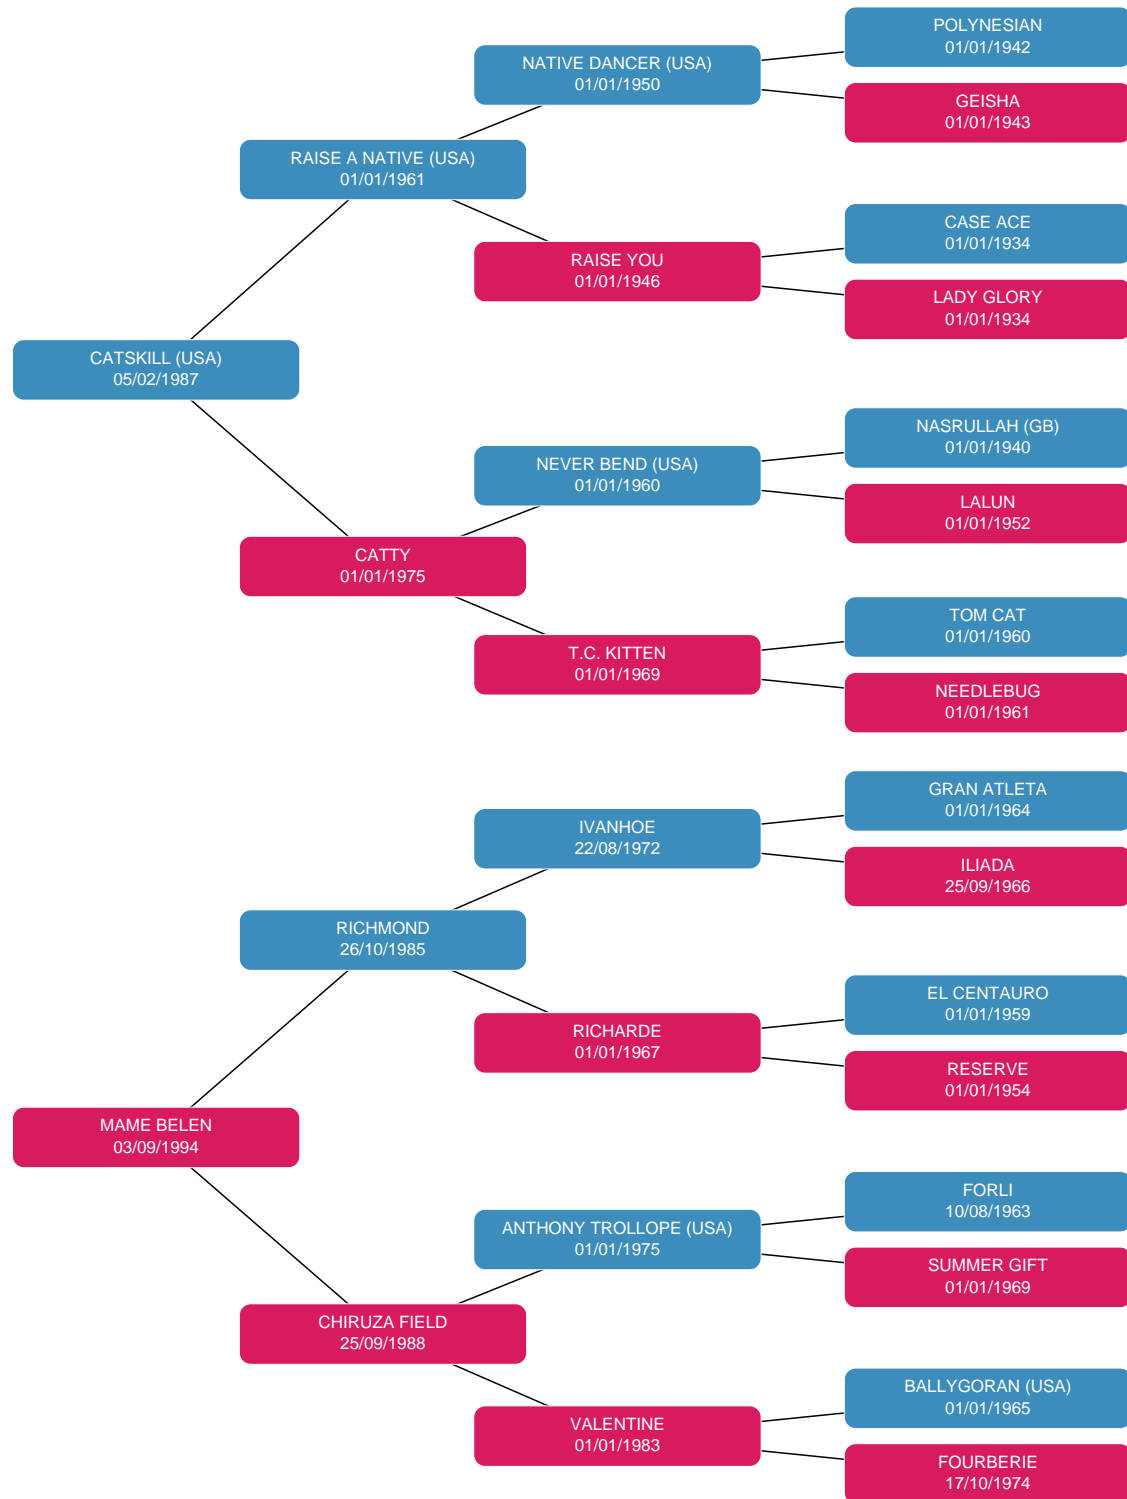 POLYNESIAN
01/01/1942
NATIVE DANCER (USA)
01/01/1950
GEISHA
01/01/1943
RAISE A NATIVE (USA)
01/01/1961
CASE ACE
01/01/1934
RAISE YOU
01/01/1946
LADY GLORY
01/01/1934
CATSKILL (USA)
05/02/1987
NASRULLAH (GB)
01/01/1940
NEVER BEND (USA)
01/01/1960
LALUN
01/01/1952
CATTY
01/01/1975
TOM CAT
01/01/1960
T.C. KITTEN
01/01/1969
NEEDLEBUG
01/01/1961
GRAN ATLETA
01/01/1964
IVANHOE
22/08/1972
ILIADA
25/09/1966
RICHMOND
26/10/1985
EL CENTAURO
01/01/1959
RICHARDE
01/01/1967
RESERVE
01/01/1954
MAME BELEN
03/09/1994
FORLI
10/08/1963
ANTHONY TROLLOPE (USA)
01/01/1975
SUMMER GIFT
01/01/1969
CHIRUZA FIELD
25/09/1988
BALLYGORAN (USA)
01/01/1965
VALENTINE
01/01/1983
FOURBERIE
17/10/1974